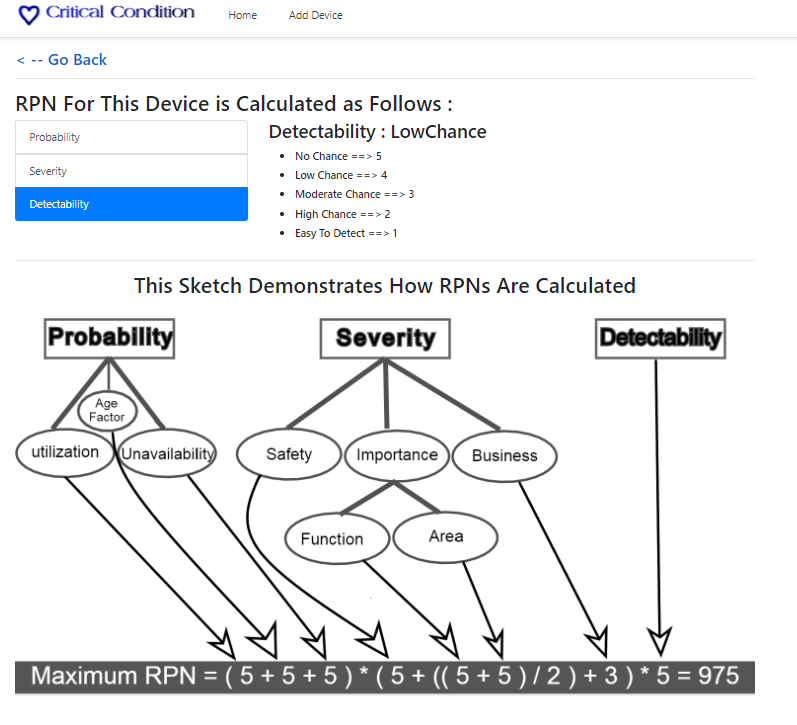 Critical Condition
Home
Add Device
< -- Go Back
RPN For This Device is Calculated as Follows :
Probability
Severity
Detectability
Detectability : LowChance
No Chance ==> 5
Low Chance ==> 4
Moderate Chance ==> 3
High Chance ==> 2
Easy To Detect ==> 1
This Sketch Demonstrates How RPNs Are Calculated
Probability
Severity
Detectability
Age
Factor
utilization
Unavailability
Safety
Importance
Business
Function
Area
Maximum RPN = ( 5 + 5 + 5 ) * ( 5 + (( 5 + 5 ) / 2 ) + 3 ) * 5 = 975